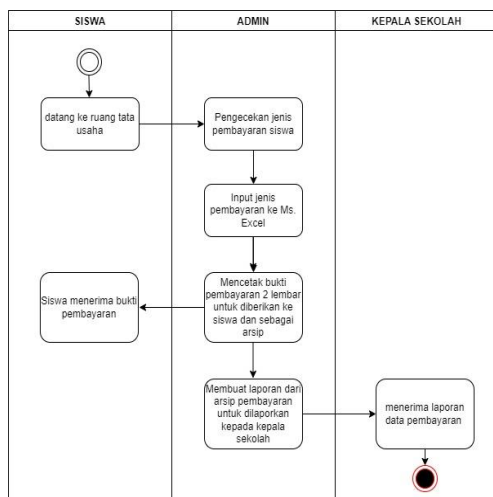 SISWA
ADMIN
KEPALA SEKOLAH
datang ke ruang tata
usaha
Pengecekan jenis
pembayaran siswa
Input jenis
pembayaran ke Ms.
Excel
Mencetak bukti
pembayaran 2 lembar
untuk diberikan ke
siswa dan sebagai
arsip
Siswa menerima bukti
pembayaran
Membuat laporan dari
arsip pembayaran
untuk dilaporkan
kepada kepala
sekolah
menerima laporan
data pembayaran